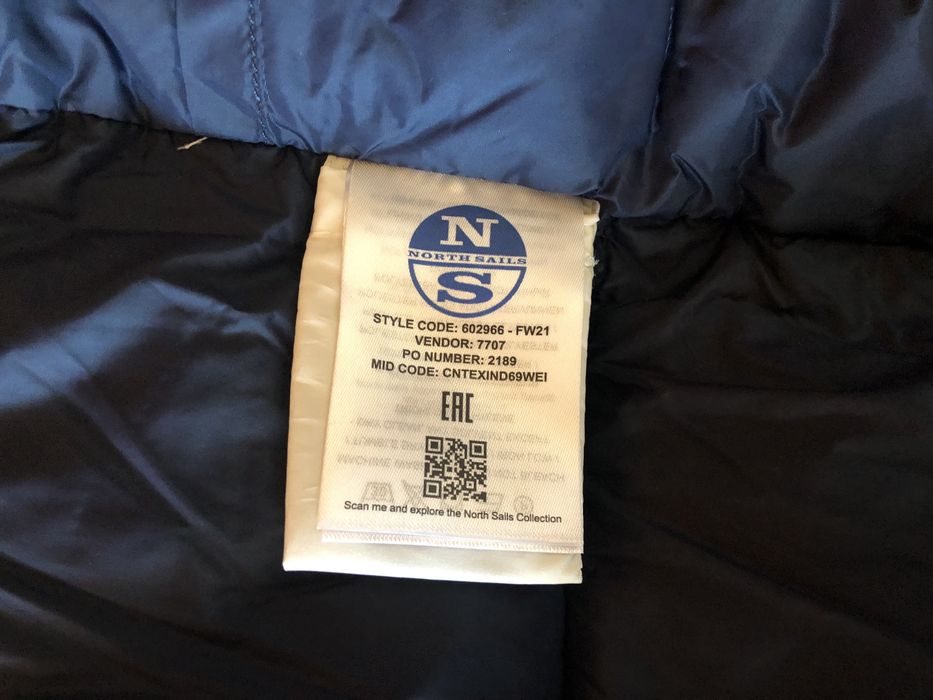 N
NORTH SAILS
S
STYLE CODE: 602966 - FW21
VENDOR: 7707
PO NUMBER: 2189
MID CODE: CNTEXIND69WEI
EAC
Scan me and explore the North Sails Collection